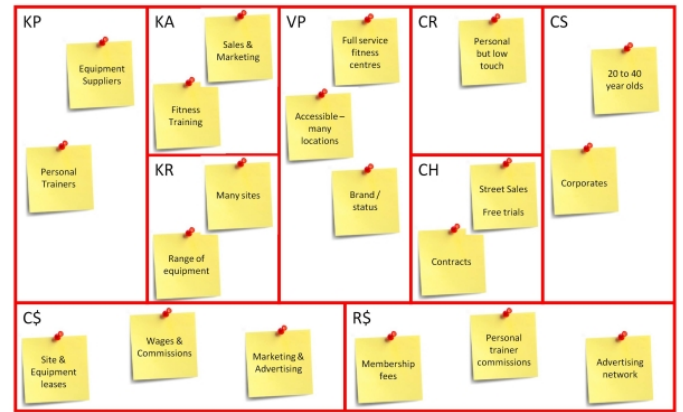 KP
Equipment
Suppliers
Personal
Trainers
KA
Sales &
Marketing
Fitness
Training
KR
Many sites
Range of
equipment
VP
Full service
fitness
centres
Accessible –
many
locations
Brand /
status
CR
Personal
but low
touch
CH
Street Sales
Free trials
Contracts
CS
20 to 40
year olds
Corporates
C$
Site &
Equipment
leases
Wages &
Commissions
Marketing &
Advertising
R$
Membership
fees
Personal
trainer
commissions
Advertising
network